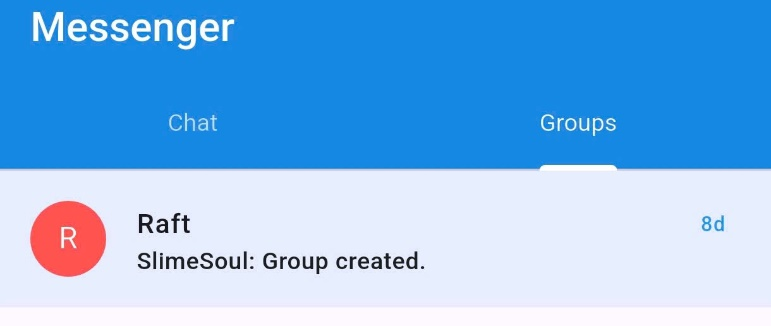 Messenger
Chat Groups
R
Raft 8d
SlimeSoul: Group created.